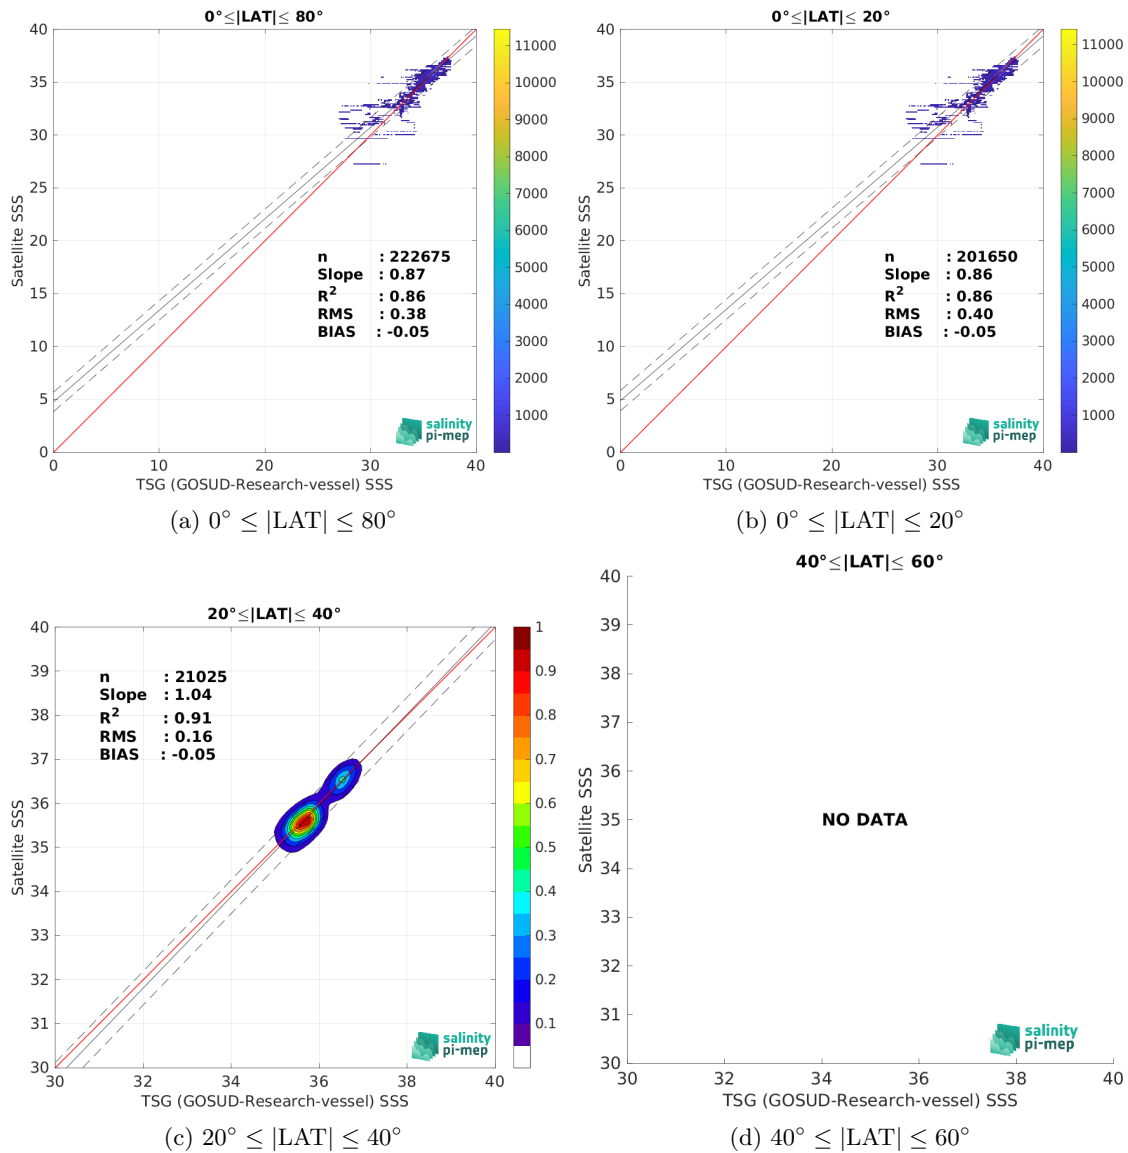 0°≤|LAT|≤ 80°
40
35
30
25
20
15
10
5
0
0
10
20
30
40
Satellite SSS
TSG (GOSUD-Research-vessel) SSS
n : 222675
Slope : 0.87
R² : 0.86
RMS : 0.38
BIAS : -0.05
salinity
pi-mep
11000
10000
9000
8000
7000
6000
5000
4000
3000
2000
1000
(a) 0° ≤ |LAT| ≤ 80°
0°≤|LAT|≤ 20°
40
35
30
25
20
15
10
5
0
0
10
20
30
40
Satellite SSS
TSG (GOSUD-Research-vessel) SSS
n : 201650
Slope : 0.86
R² : 0.86
RMS : 0.40
BIAS : -0.05
salinity
pi-mep
11000
10000
9000
8000
7000
6000
5000
4000
3000
2000
1000
(b) 0° ≤ |LAT| ≤ 20°
20°≤|LAT|≤ 40°
40
39
38
37
36
35
34
33
32
31
30
30
32
34
36
38
40
Satellite SSS
TSG (GOSUD-Research-vessel) SSS
n : 21025
Slope : 1.04
R² : 0.91
RMS : 0.16
BIAS : -0.05
salinity
pi-mep
1
0.9
0.8
0.7
0.6
0.5
0.4
0.3
0.2
0.1
(c) 20° ≤ |LAT| ≤ 40°
40°≤|LAT|≤ 60°
40
39
38
37
36
35
34
33
32
31
30
30
32
34
36
38
40
Satellite SSS
TSG (GOSUD-Research-vessel) SSS
NO DATA
salinity
pi-mep
(d) 40° ≤ |LAT| ≤ 60°